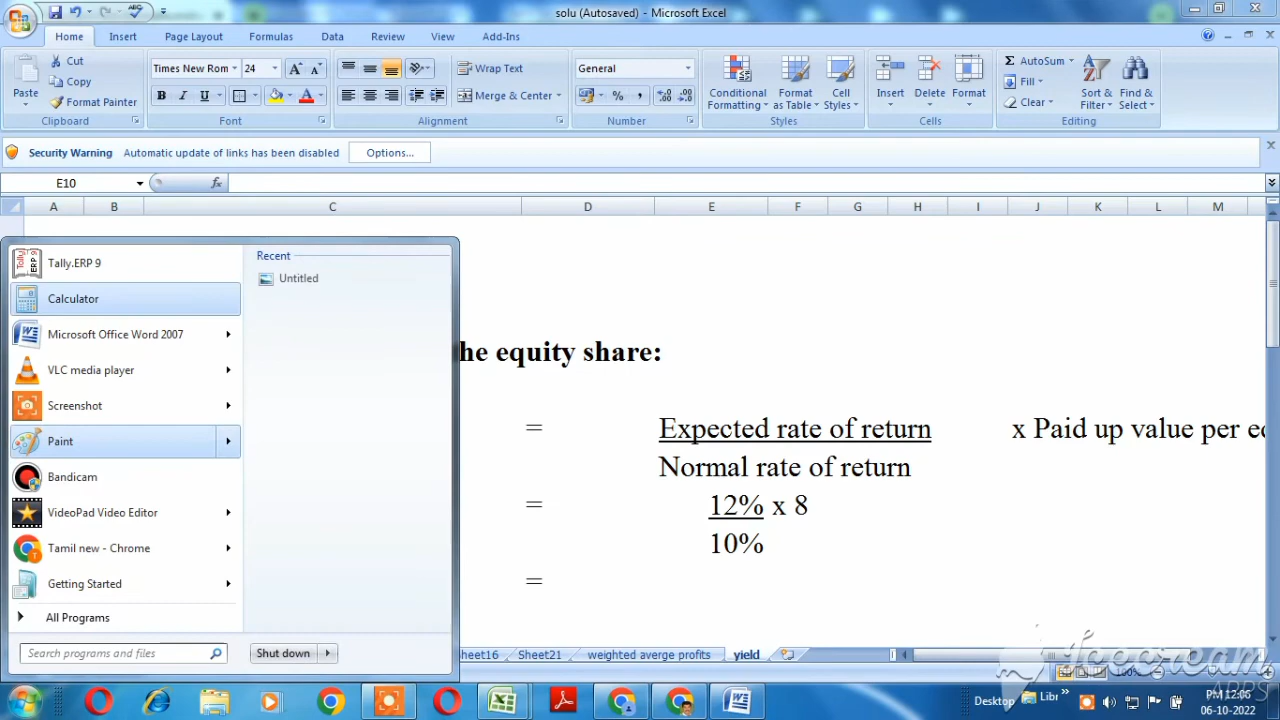 solu (Autosaved) - Microsoft Excel
Home Insert Page Layout Formulas Data Review View Add-Ins
Paste
Cut
Copy
Format Painter
Clipboard
Times New Rom 24
B I U
Font
Wrap Text
Merge & Center
Alignment
General
Number
Conditional Formatting
Format as Table
Cell Styles
Styles
Insert Delete Format
Cells
AutoSum
Fill
Clear
Sort & Filter
Find & Select
Editing
Security Warning Automatic update of links has been disabled Options...
E10 fx
A B C D E F G H I J K L M
Tally.ERP 9
Calculator
Microsoft Office Word 2007
VLC media player
Screenshot
Paint
Bandicam
VideoPad Video Editor
Tamil new - Chrome
Getting Started
All Programs
Search programs and files
Shut down
Recent
Untitled
he equity share:
= Expected rate of return x Paid up value per e
Normal rate of return
= 12% x 8
10%
=
heet16 Sheet21 weighted averge profits yield
100%
Icecream
APPS
Desktop Libr »
PM 12:05
06-10-2022